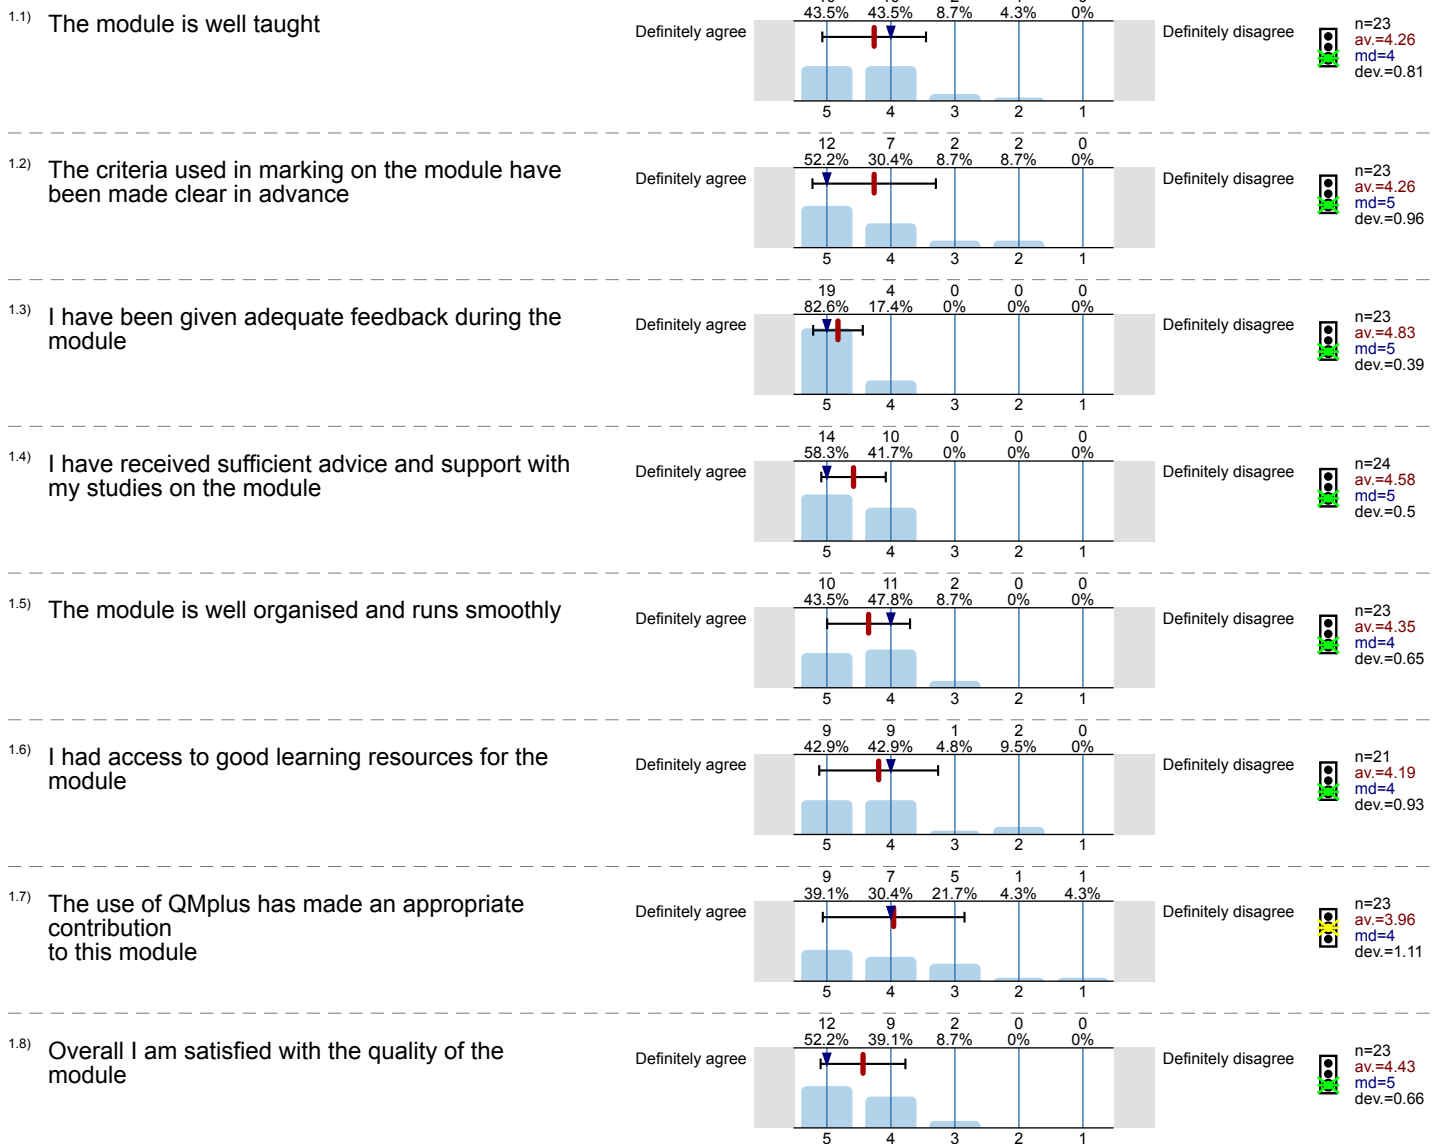 1.1) The module is well taught
Definitely agree
43.5% 43.5% 8.7% 4.3% 0%
5 4 3 2 1
Definitely disagree
n=23
av.=4.26
md=4
dev.=0.81
1.2) The criteria used in marking on the module have
been made clear in advance
Definitely agree
12 7 2 2 0
52.2% 30.4% 8.7% 8.7% 0%
5 4 3 2 1
Definitely disagree
n=23
av.=4.26
md=5
dev.=0.96
1.3) I have been given adequate feedback during the
module
Definitely agree
19 4 0 0 0
82.6% 17.4% 0% 0% 0%
5 4 3 2 1
Definitely disagree
n=23
av.=4.83
md=5
dev.=0.39
1.4) I have received sufficient advice and support with
my studies on the module
Definitely agree
14 10 0 0 0
58.3% 41.7% 0% 0% 0%
5 4 3 2 1
Definitely disagree
n=24
av.=4.58
md=5
dev.=0.5
1.5) The module is well organised and runs smoothly
Definitely agree
10 11 2 0 0
43.5% 47.8% 8.7% 0% 0%
5 4 3 2 1
Definitely disagree
n=23
av.=4.35
md=4
dev.=0.65
1.6) I had access to good learning resources for the
module
Definitely agree
9 9 1 2 0
42.9% 42.9% 4.8% 9.5% 0%
5 4 3 2 1
Definitely disagree
n=21
av.=4.19
md=4
dev.=0.93
1.7) The use of QMplus has made an appropriate
contribution
to this module
Definitely agree
9 7 5 1 1
39.1% 30.4% 21.7% 4.3% 4.3%
5 4 3 2 1
Definitely disagree
n=23
av.=3.96
md=4
dev.=1.11
1.8) Overall I am satisfied with the quality of the
module
Definitely agree
12 9 2 0 0
52.2% 39.1% 8.7% 0% 0%
5 4 3 2 1
Definitely disagree
n=23
av.=4.43
md=5
dev.=0.66